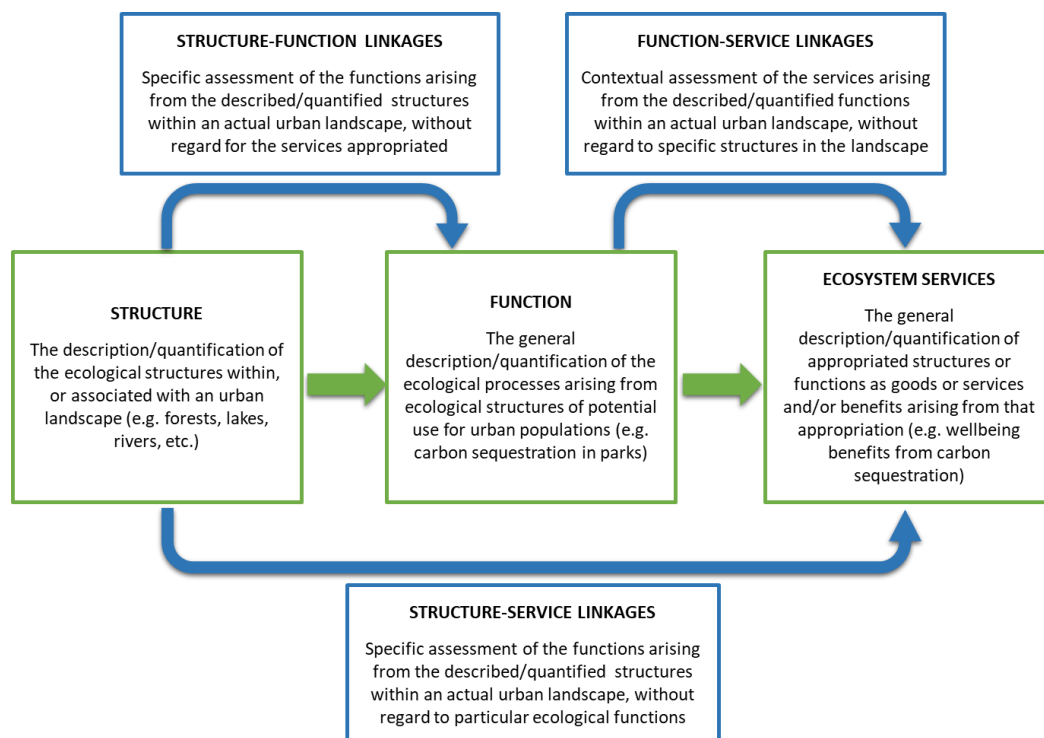 STRUCTURE-FUNCTION LINKAGES
Specific assessment of the functions arising
from the described/quantified structures
within an actual urban landscape, without
regard for the services appropriated
FUNCTION-SERVICE LINKAGES
Contextual assessment of the services arising
from the described/quantified functions
within an actual urban landscape, without
regard to specific structures in the landscape
STRUCTURE
The description/quantification of
the ecological structures within,
or associated with an urban
landscape (e.g. forests, lakes,
rivers, etc.)
FUNCTION
The general
description/quantification of the
ecological processes arising from
ecological structures of potential
use for urban populations (e.g.
carbon sequestration in parks)
ECOSYSTEM SERVICES
The general
description/quantification of
appropriated structures or
functions as goods or services
and/or benefits arising from that
appropriation (e.g. wellbeing
benefits from carbon
sequestration)
STRUCTURE-SERVICE LINKAGES
Specific assessment of the functions arising
from the described/quantified structures
within an actual urban landscape, without
regard to particular ecological functions